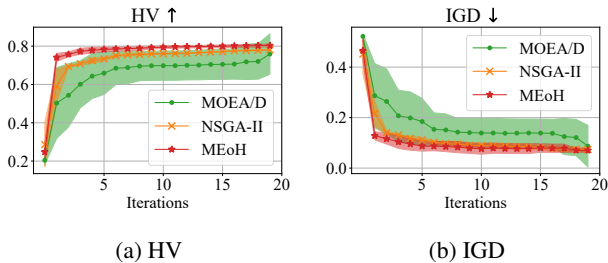 HV ↑
0.8
0.6
0.4
0.2
MOEA/D
NSGA-II
MEoH
5
10
15
20
Iterations
(a) HV
IGD ↓
0.4
0.2
0.0
MOEA/D
NSGA-II
MEoH
5
10
15
20
Iterations
(b) IGD